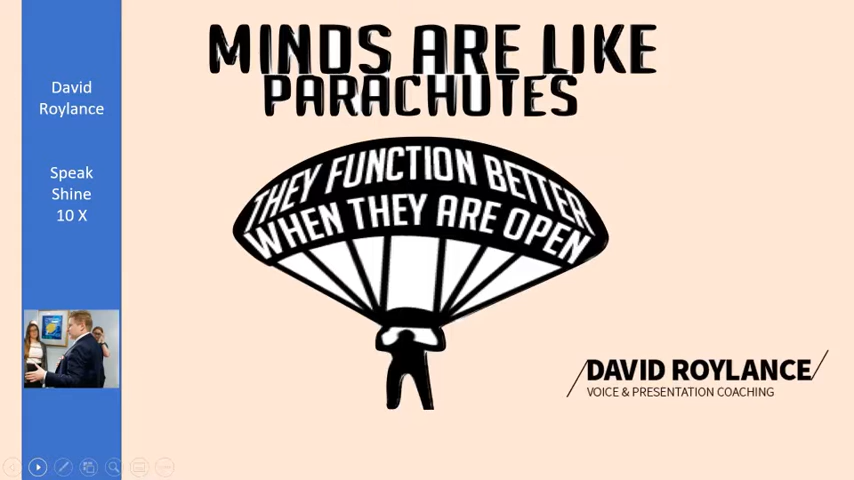 David
Roylance
Speak
Shine
10 X
MINDS ARE LIKE
PARACHUTES
THEY FUNCTION BETTER
WHEN THEY ARE OPEN
DAVID ROYLANCE
VOICE & PRESENTATION COACHING